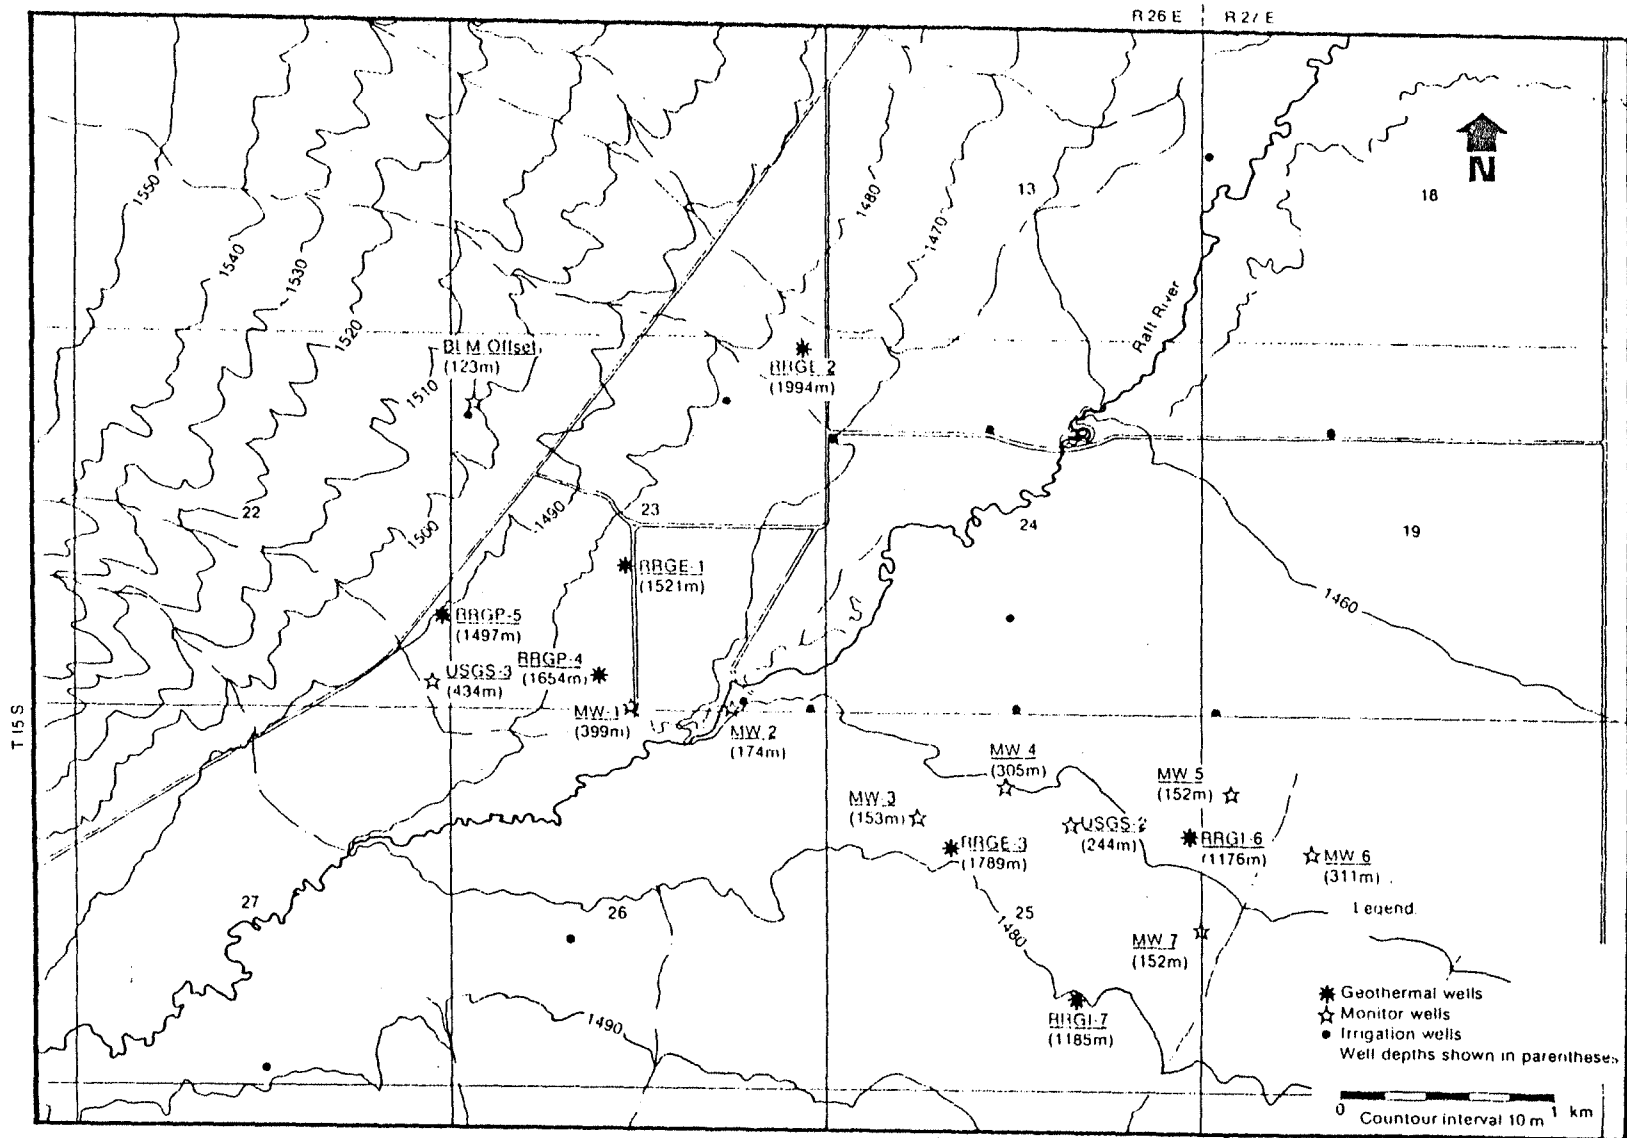 R 26 E R 27 E
1550
1540
1530
1520
1510
1500
1490
1480
1470
13
18
N
Raft River
BLM Offset
(123m)
RRGE-2
(1994m)
22
23
24
19
1460
RRGE-1
(1521m)
RRGP-5
(1497m)
USGS-3
(434m)
RRGP-4
(1654m)
MW-1
(399m)
MW 2
(174m)
T 15 S
MW 4
(305m)
MW 5
(152m)
MW 3
(153m)
USGS-2
(244m)
RRGE-3
(1789m)
RRGI-6
(1176m)
MW 6
(311m)
27
26
25
1480
MW 7
(152m)
1490
RRGI-7
(1185m)
Legend
Geothermal wells
Monitor wells
Irrigation wells
Well depths shown in parentheses
0 1 km
Countour interval 10 m